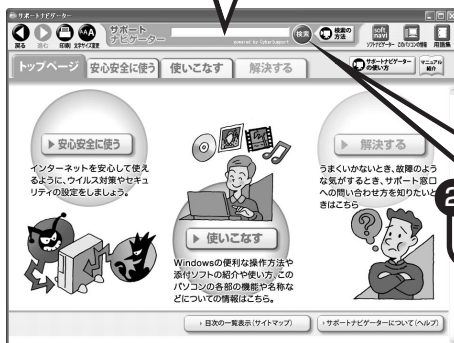 サポートナビゲーター
戻る 進む 印刷 文字サイズ変更
AA
サポート
ナビゲーター
powered by CyberSupport
検索
検索の
方法
soft
navi
ソフトナビゲーター このパソコンの情報 用語集
トップページ 安心安全に使う 使いこなす 解決する
サポートナビゲーター
の使い方
マニュアル
紹介
安心安全に使う
インターネットを安心して使え
るように、ウイルス対策やセキュ
リティの設定をしましょう。
使いこなす
Windowsの便利な操作方法や
添付ソフトの紹介や使い方、この
パソコンの各部の機能や名称な
どについての情報はこちら。
解決する
うまくいかないとき、故障のよう
な気がするとき、サポート窓口
への問い合わせ方を知りたいと
きはこちら
?
2
目次の一覧表示(サイトマップ)
サポートナビゲーターについて(ヘルプ)